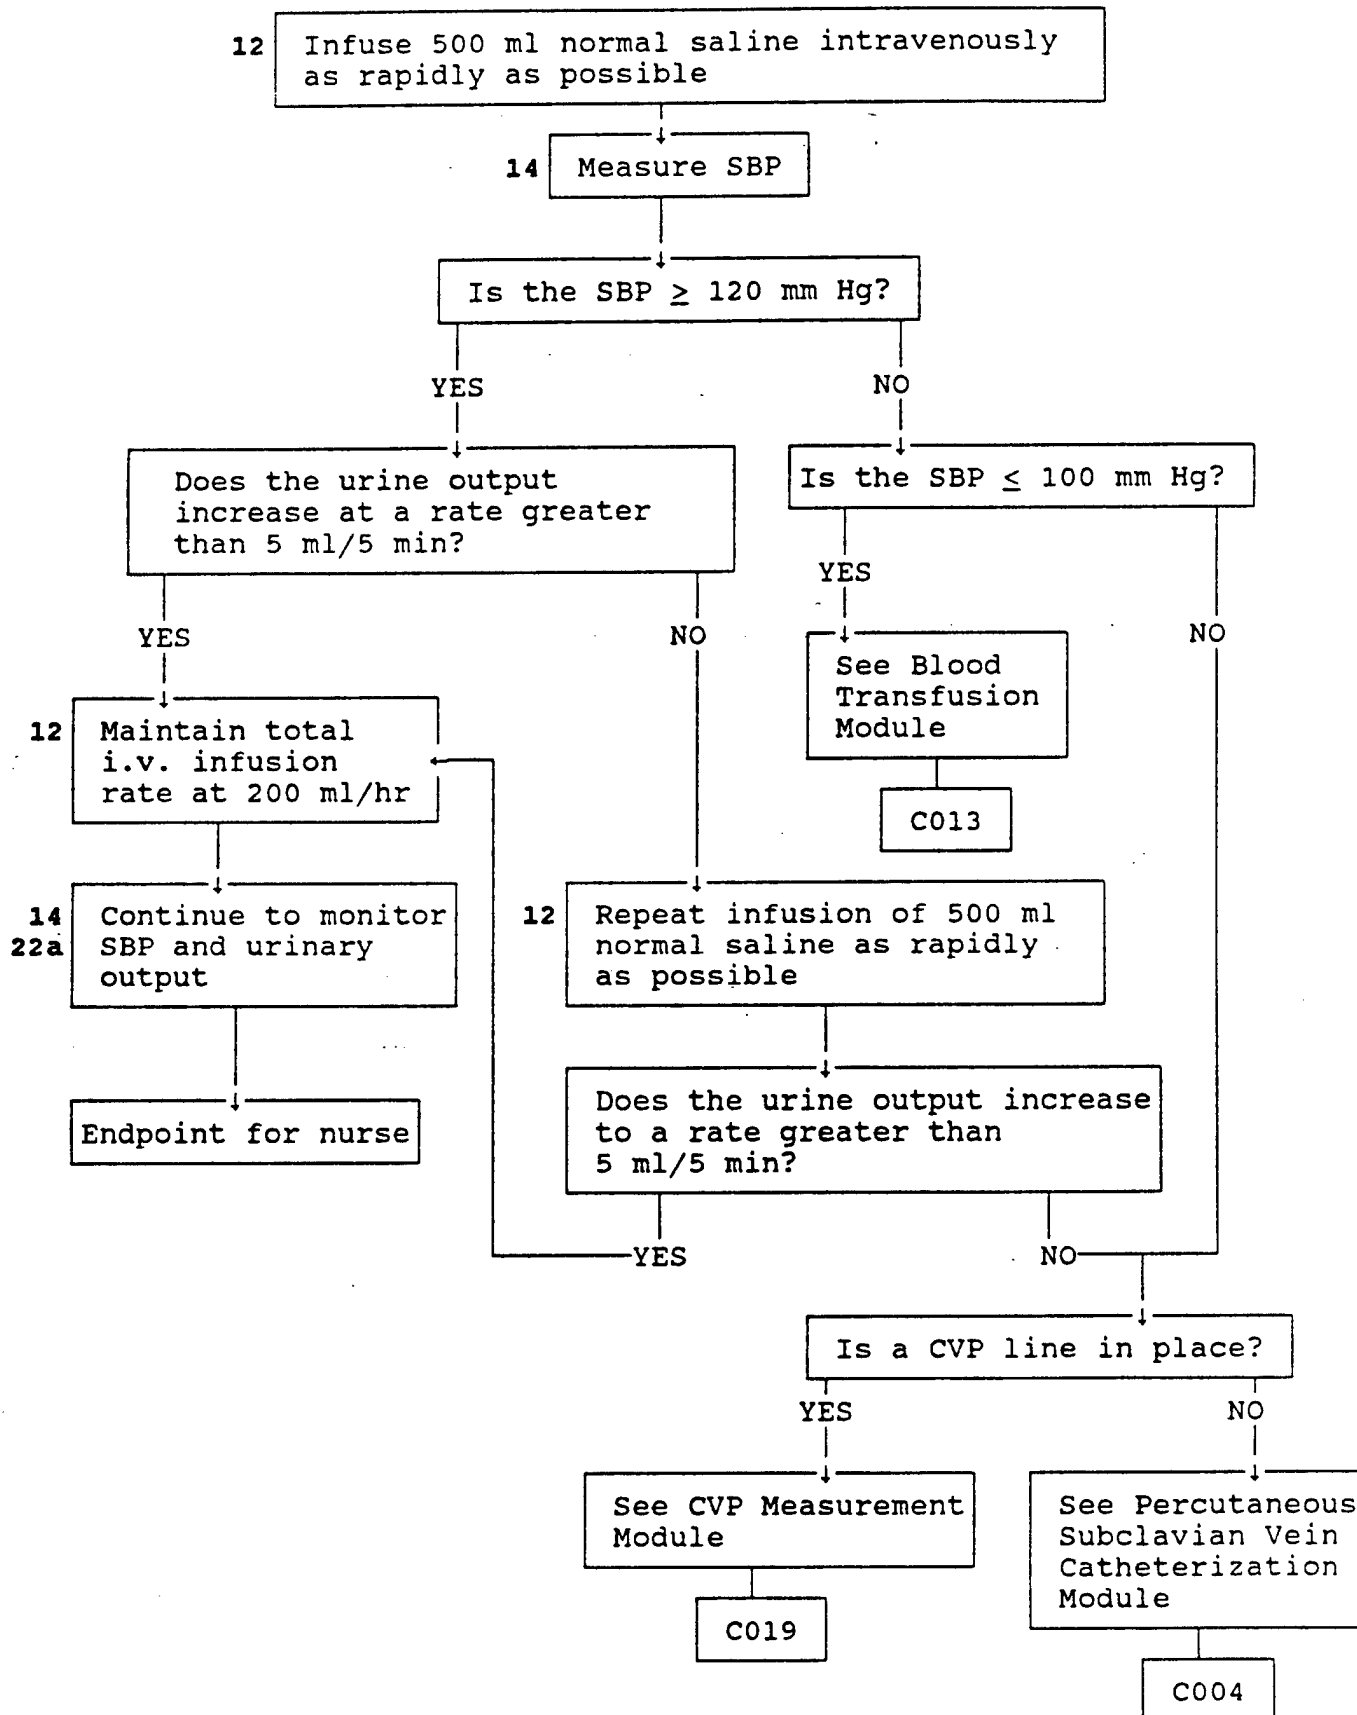 12 Infuse 500 ml normal saline intravenously
as rapidly as possible
14 Measure SBP
Is the SBP ≥ 120 mm Hg?
YES
NO
Does the urine output
increase at a rate greater
than 5 ml/5 min?
Is the SBP ≤ 100 mm Hg?
YES
NO
YES
NO
See Blood
Transfusion
Module
C013
12 Maintain total
i.v. infusion
rate at 200 ml/hr
14 Continue to monitor
22a SBP and urinary
output
Endpoint for nurse
12 Repeat infusion of 500 ml
normal saline as rapidly
as possible
Does the urine output increase
to a rate greater than
5 ml/5 min?
YES
NO
Is a CVP line in place?
YES
NO
See CVP Measurement
Module
C019
See Percutaneous
Subclavian Vein
Catheterization
Module
C004